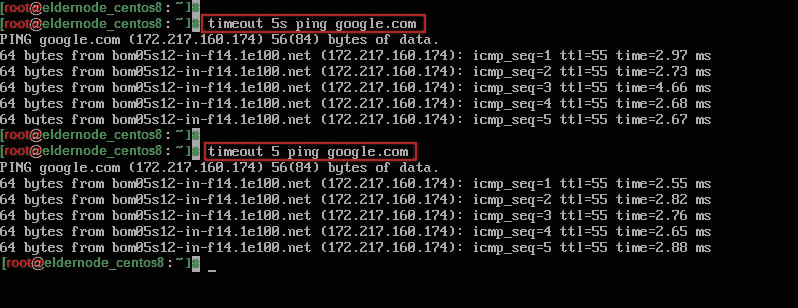 [root@eldernode_centos8:~]#
[root@eldernode_centos8:~]# timeout 5s ping google.com
PING google.com (172.217.160.174) 56(84) bytes of data.
64 bytes from bom05s12-in-f14.1e100.net (172.217.160.174): icmp_seq=1 ttl=55 time=2.97 ms
64 bytes from bom05s12-in-f14.1e100.net (172.217.160.174): icmp_seq=2 ttl=55 time=2.73 ms
64 bytes from bom05s12-in-f14.1e100.net (172.217.160.174): icmp_seq=3 ttl=55 time=4.66 ms
64 bytes from bom05s12-in-f14.1e100.net (172.217.160.174): icmp_seq=4 ttl=55 time=2.68 ms
64 bytes from bom05s12-in-f14.1e100.net (172.217.160.174): icmp_seq=5 ttl=55 time=2.67 ms
[root@eldernode_centos8:~]#
[root@eldernode_centos8:~]# timeout 5 ping google.com
PING google.com (172.217.160.174) 56(84) bytes of data.
64 bytes from bom05s12-in-f14.1e100.net (172.217.160.174): icmp_seq=1 ttl=55 time=2.55 ms
64 bytes from bom05s12-in-f14.1e100.net (172.217.160.174): icmp_seq=2 ttl=55 time=2.82 ms
64 bytes from bom05s12-in-f14.1e100.net (172.217.160.174): icmp_seq=3 ttl=55 time=2.76 ms
64 bytes from bom05s12-in-f14.1e100.net (172.217.160.174): icmp_seq=4 ttl=55 time=2.65 ms
64 bytes from bom05s12-in-f14.1e100.net (172.217.160.174): icmp_seq=5 ttl=55 time=2.88 ms
[root@eldernode_centos8:~]# _